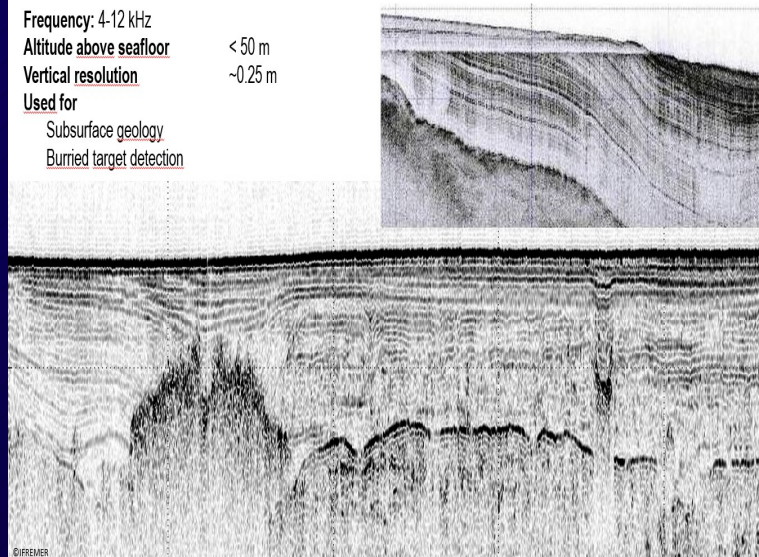 Frequency: 4-12 kHz
Altitude above seafloor < 50 m
Vertical resolution ~0.25 m
Used for
Subsurface geology
Burried target detection
©IFREMER